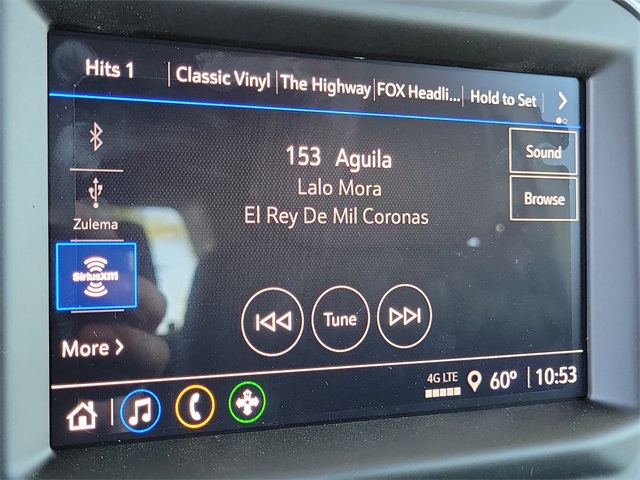 Hits 1
Classic Vinyl
The Highway
FOX Headli...
Hold to Set
153 Aguila
Lalo Mora
El Rey De Mil Coronas
Sound
Browse
Zulema
SiriusXM
More
Tune
4G LTE
60°
10:53